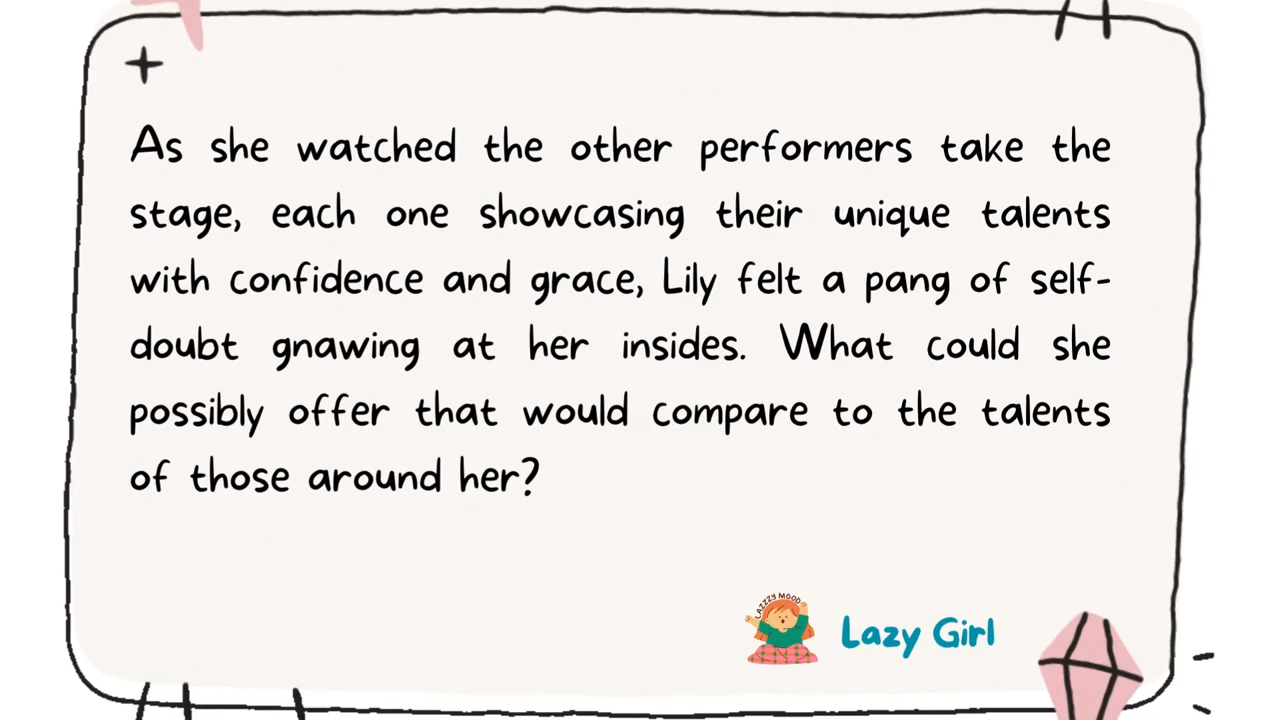 As she watched the other performers take the
stage, each one showcasing their unique talents
with confidence and grace, Lily felt a pang of self-
doubt gnawing at her insides. What could she
possibly offer that would compare to the talents
of those around her?
LAZZZY MOOD
Lazy Girl